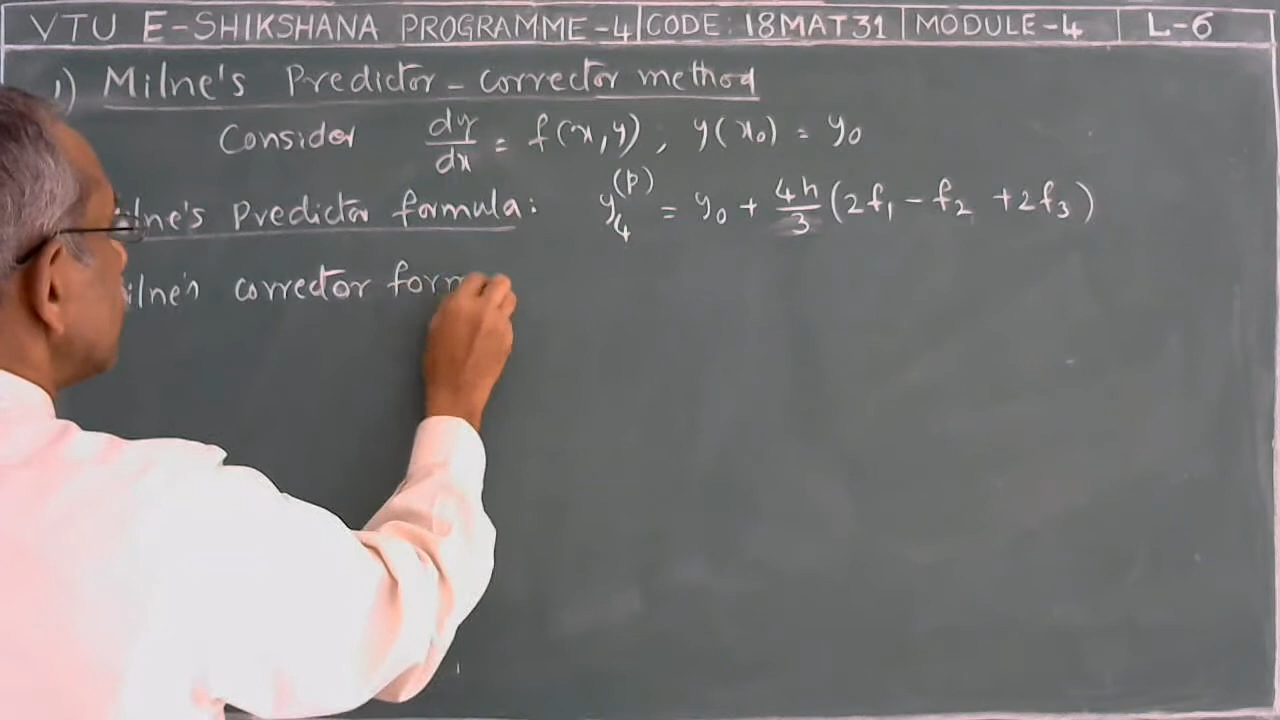 VTU E-SHIKSHANA PROGRAMME-4 CODE: 18MAT31 MODULE-4 L-6
1) Milne's Predictor-corrector method
Consider dy/dx = f(x,y), y(x₀) = y₀
lne's Predictor formula: y₄^(p) = y₀ + 4h/3 (2f₁ - f₂ + 2f₃)
ilne's corrector form